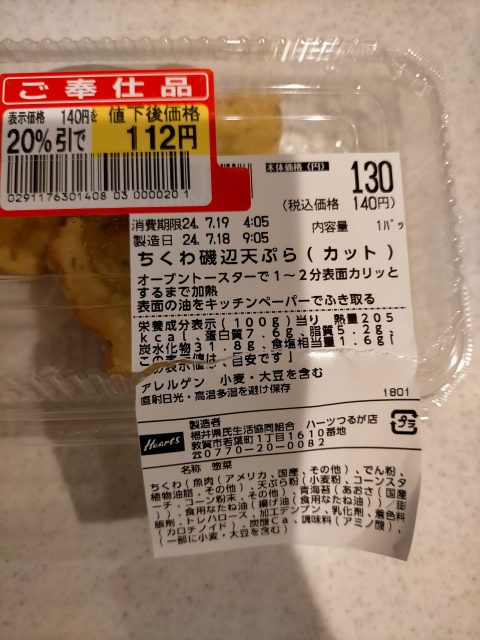 ご奉仕品
表示価格 140円を 値下後価格
20%引で 112円
0291176301408 03 000020 1
本体価格(円) 130
(税込価格 140円)
消費期限24.7.19 4:05 内容量 1パッ
製造日 24.7.18 9:05
ちくわ磯辺天ぷら(カット)
オーブントースターで1～2分表面カリッと
するまで加熱
表面の油をキッチンペーパーでふき取る
栄養成分表示(100g)当り 熱量205
kcal、蛋白質7.6g、脂質5.2g、
炭水化物31.8g、食塩相当量1.6g「
この表示値は、目安です」
アレルゲン 小麦・大豆を含む
直射日光・高温多湿を避け保存
1801
製造者
Hearts
福井県民生活協同組合 ハーツつるが店
敦賀市若葉町1丁目1610番地
☎0770-20-0082
名称 惣菜
ちくわ(魚肉(アメリカ、国産、その他)、でん粉、
植物油脂、その他)、天ぷら粉(小麦粉、コーンスタ
ーチ、コーン粉末、その他)、青海苔(あおさ(国産
)、食用なたね油(揚げ油(食用なたね油)/膨
脹剤、トレハロース、加工デンプン、乳化剤、着色料
(カロチノイド)、炭酸Ca、調味料(アミノ酸)、
(一部に小麦・大豆を含む)